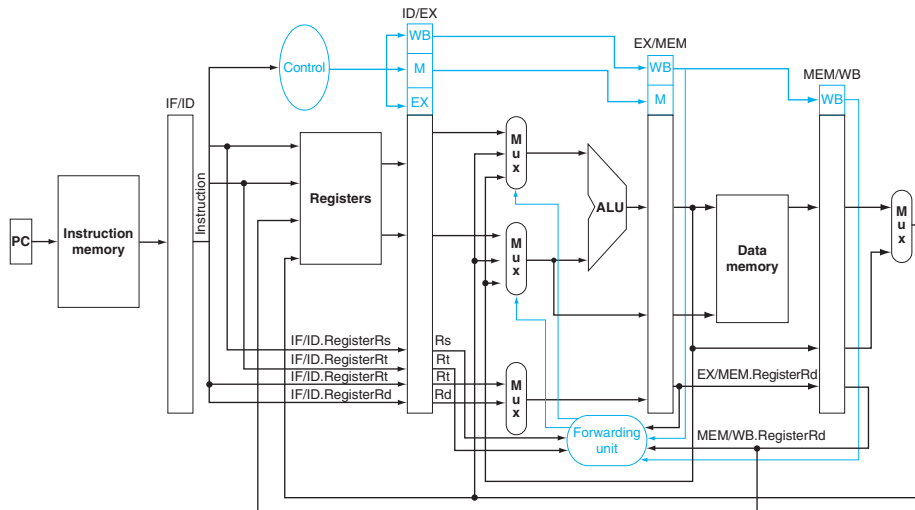 ID/EX
WB
EX/MEM
Control
M
WB
MEM/WB
EX
M
WB
IF/ID
PC
Instruction
memory
Instruction
Registers
M
u
x
M
u
x
ALU
Data
memory
M
u
x
IF/ID.RegisterRs
Rs
IF/ID.RegisterRt
Rt
IF/ID.RegisterRt
Rt
IF/ID.RegisterRd
Rd
M
u
x
EX/MEM.RegisterRd
Forwarding
unit
MEM/WB.RegisterRd